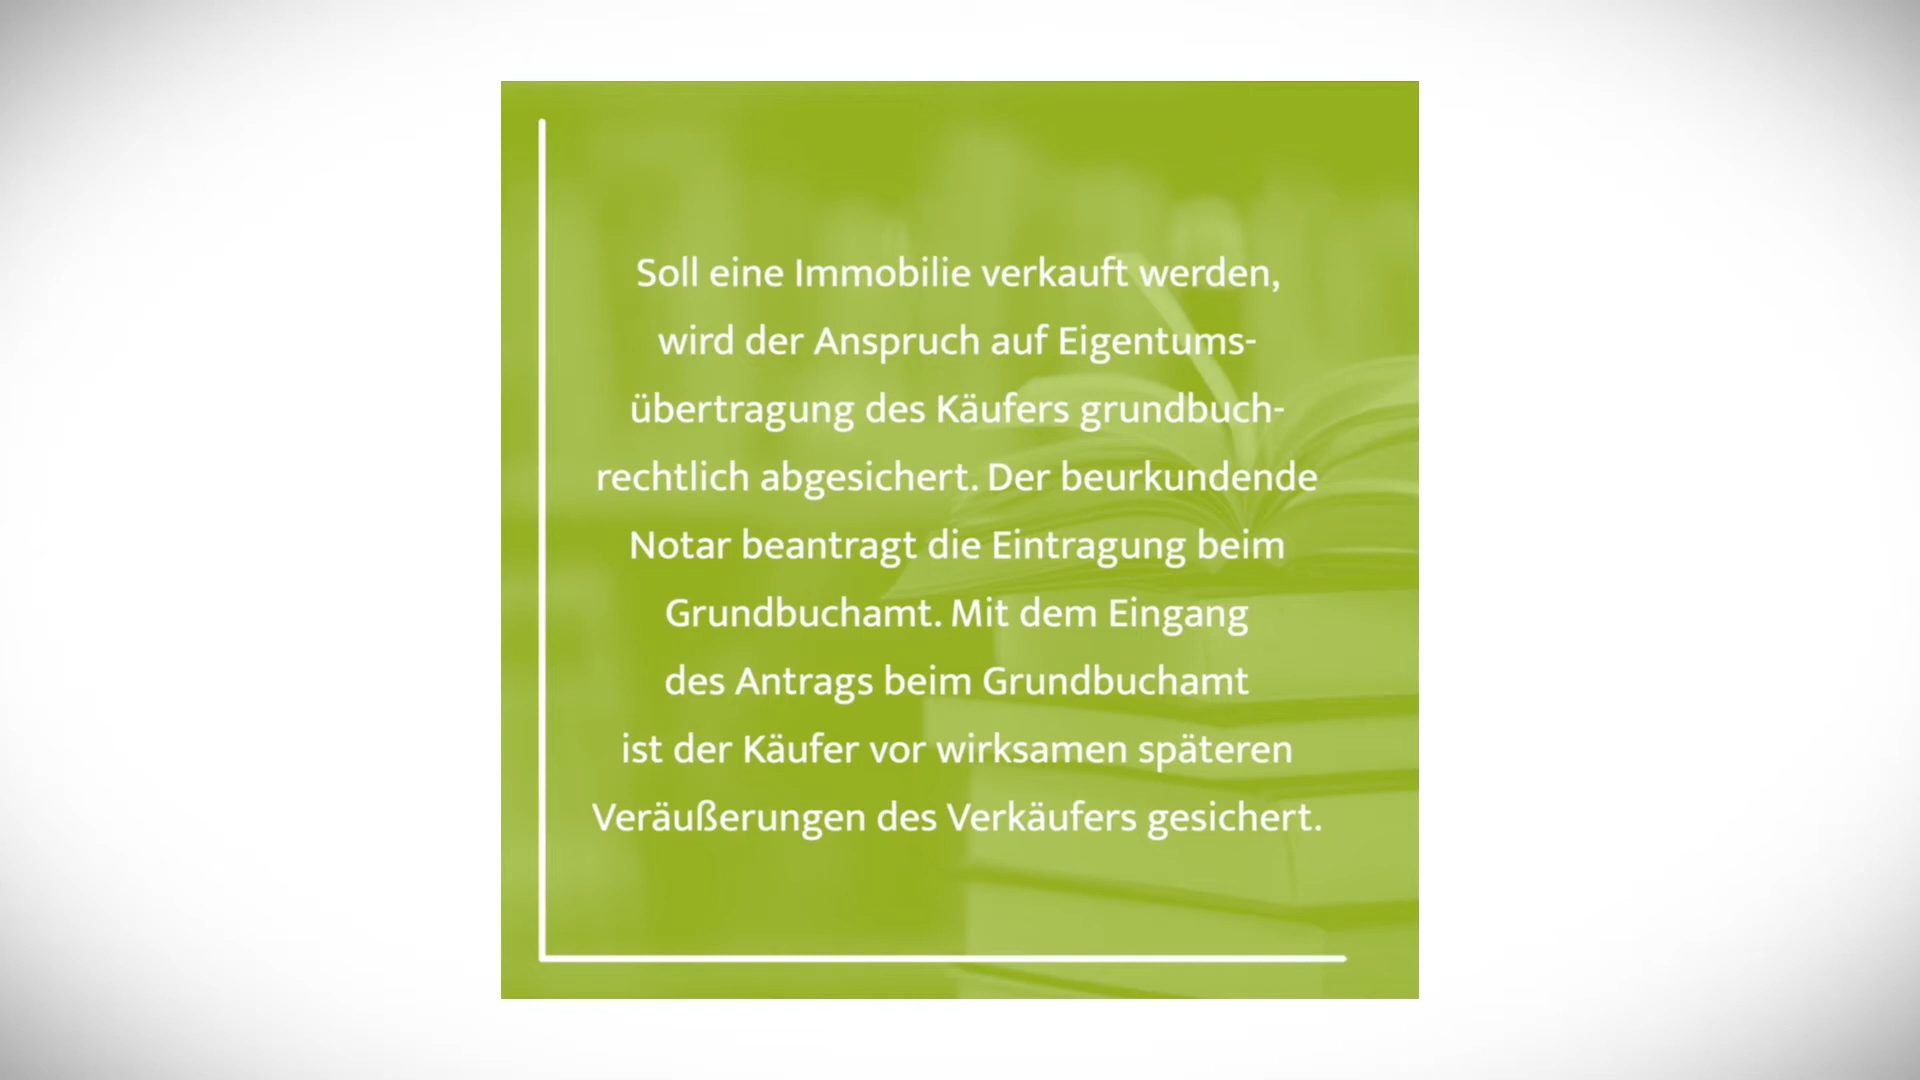 Soll eine Immobilie verkauft werden,
wird der Anspruch auf Eigentums-
übertragung des Käufers grundbuch-
rechtlich abgesichert. Der beurkundende
Notar beantragt die Eintragung beim
Grundbuchamt. Mit dem Eingang
des Antrags beim Grundbuchamt
ist der Käufer vor wirksamen späteren
Veräußerungen des Verkäufers gesichert.